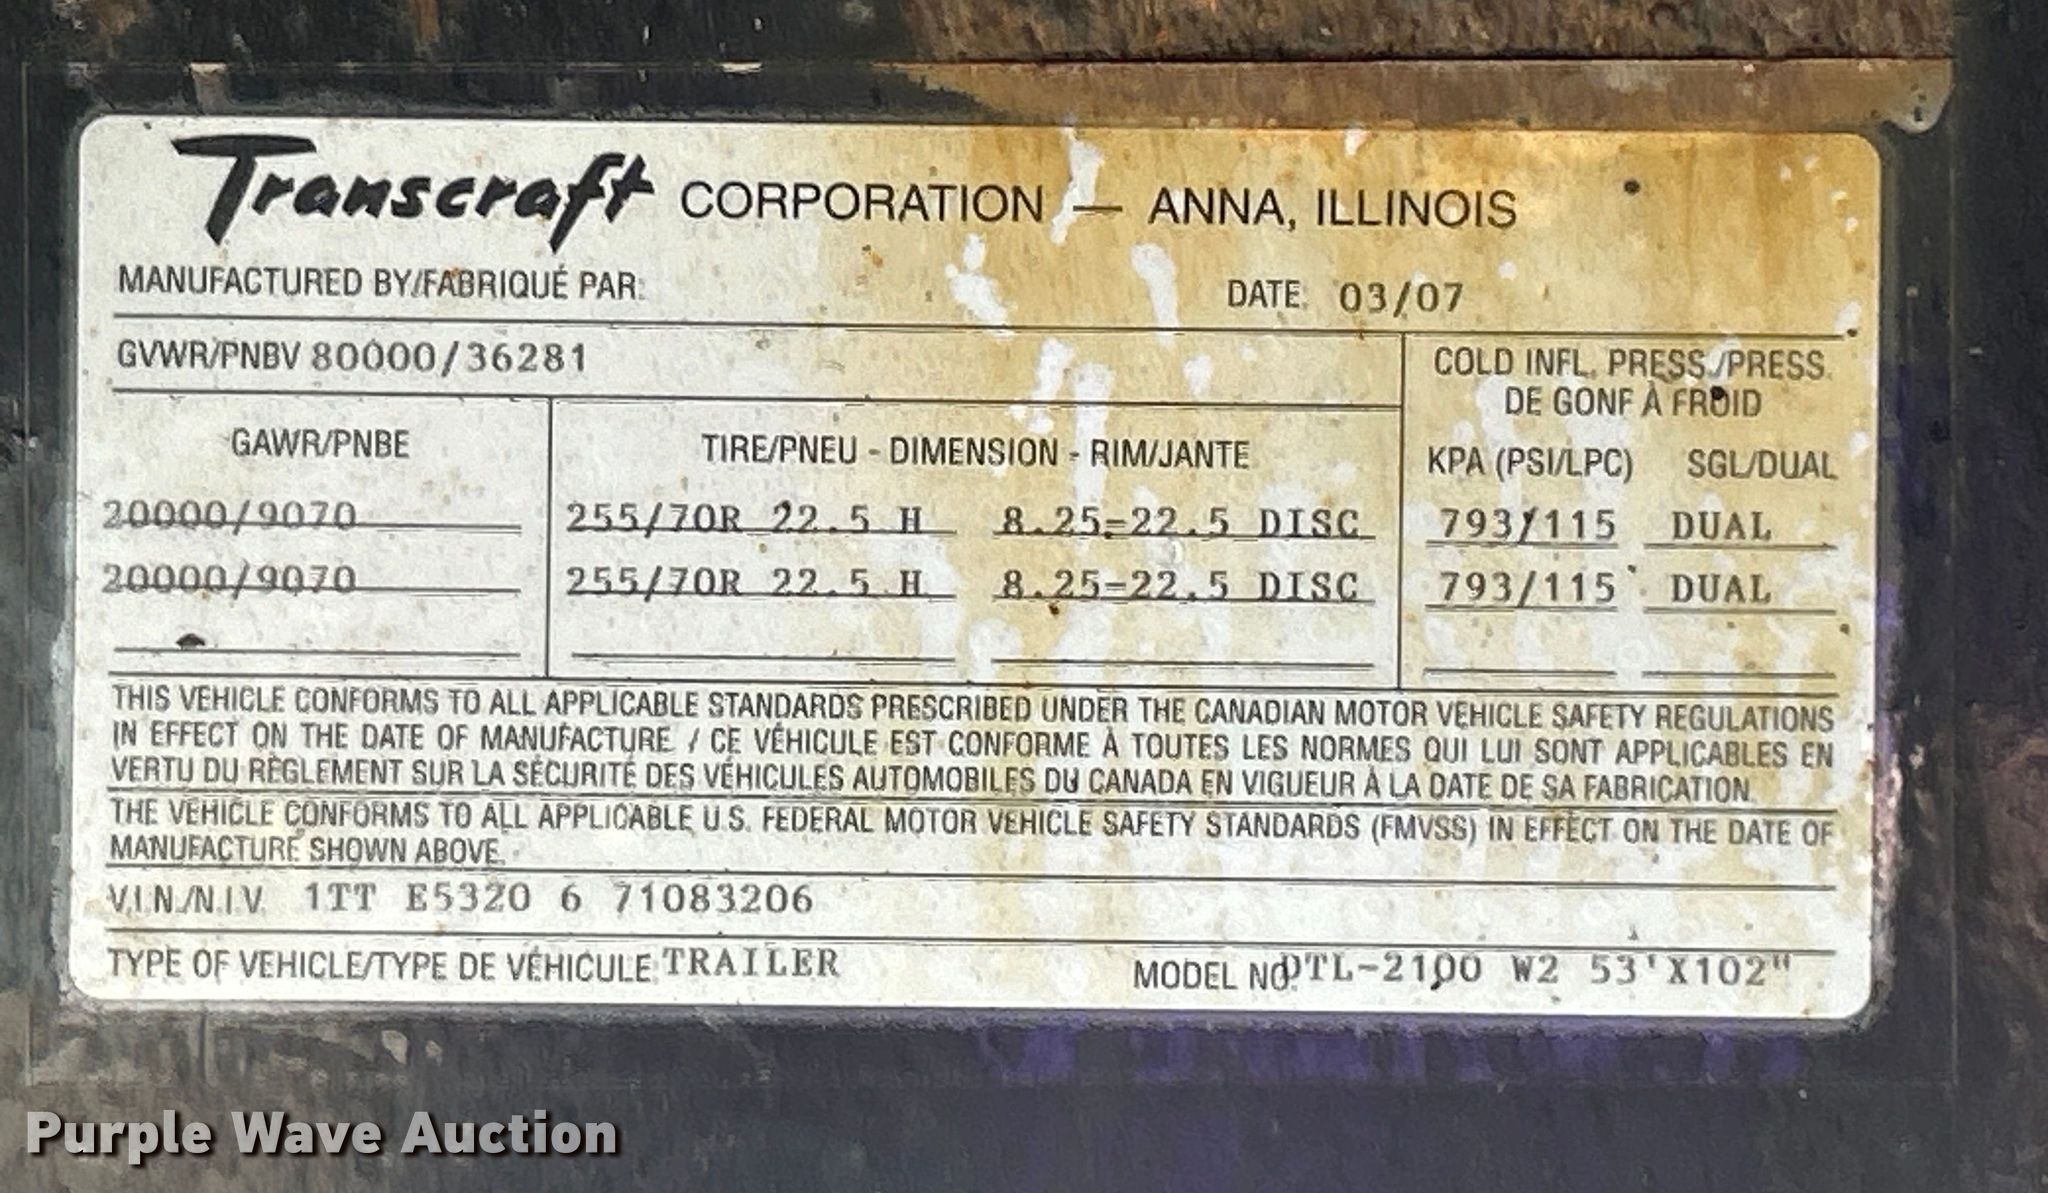 Transcraft CORPORATION — ANNA, ILLINOIS
MANUFACTURED BY/FABRIQUÉ PAR: DATE: 03/07
GVWR/PNBV 80000/36281
COLD INFL. PRESS./PRESS.
DE GONF À FROID
GAWR/PNBE TIRE/PNEU - DIMENSION - RIM/JANTE KPA (PSI/LPC) SGL/DUAL
20000/9070 255/70R 22.5 H 8.25-22.5 DISC 793/115 DUAL
20000/9070 255/70R 22.5 H 8.25-22.5 DISC 793/115 DUAL
THIS VEHICLE CONFORMS TO ALL APPLICABLE STANDARDS PRESCRIBED UNDER THE CANADIAN MOTOR VEHICLE SAFETY REGULATIONS
IN EFFECT ON THE DATE OF MANUFACTURE / CE VÉHICULE EST CONFORME À TOUTES LES NORMES QUI LUI SONT APPLICABLES EN
VERTU DU RÈGLEMENT SUR LA SÉCURITÉ DES VÉHICULES AUTOMOBILES DU CANADA EN VIGUEUR À LA DATE DE SA FABRICATION.
THE VEHICLE CONFORMS TO ALL APPLICABLE U.S. FEDERAL MOTOR VEHICLE SAFETY STANDARDS (FMVSS) IN EFFECT ON THE DATE OF
MANUFACTURE SHOWN ABOVE.
V.I.N./N.I.V. 1TT E5320 6 71083206
TYPE OF VEHICLE/TYPE DE VÉHICULE: TRAILER MODEL NO. DTL-2100 W2 53'X102"
Purple Wave Auction